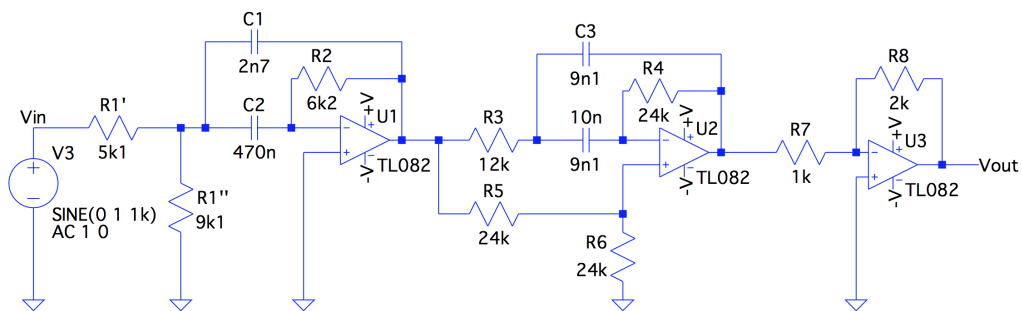 C1
2n7
C3
9n1
R2
6k2
R4
24k
R8
2k
Vin
R1'
5k1
C2
470n
+V
U1
-V
TL082
R3
12k
10n
9n1
+V
U2
-V
TL082
R7
1k
+V
U3
-V
TL082
Vout
V3
SINE(0 1 1k)
AC 1 0
R1''
9k1
R5
24k
R6
24k